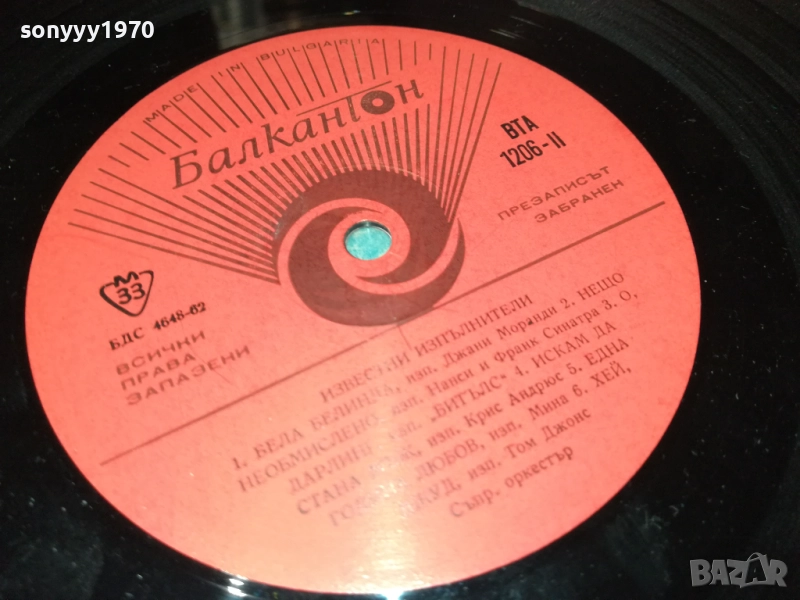 sonyyy1970
MADE IN BULGARIA
Балкантон
ВТА
1206-II
ПРЕЗАПИСЪТ
ЗАБРАНЕН
М
33
БДС 4648-62
ВСИЧКИ
ПРАВА
ЗАПАЗЕНИ
ИЗВЕСТНИ ИЗПЪЛНИТЕЛИ
1. БЕЛА БЕЛИНДА, изп. Джани Моранди 2. НЕЩО
НЕОБМИСЛЕНО, изп. Нанси и Франк Синатра 3. О,
ДАРЛИНГ, изп. „БИТЪЛС“ 4. ИСКАМ ДА
СТАНА изп. Крис Андрюс 5. ЕДНА
ЛЮБОВ, изп. Мина 6. ХЕЙ,
ДЖУД, изп. Том Джонс
Съпр. оркестър
BAZAR